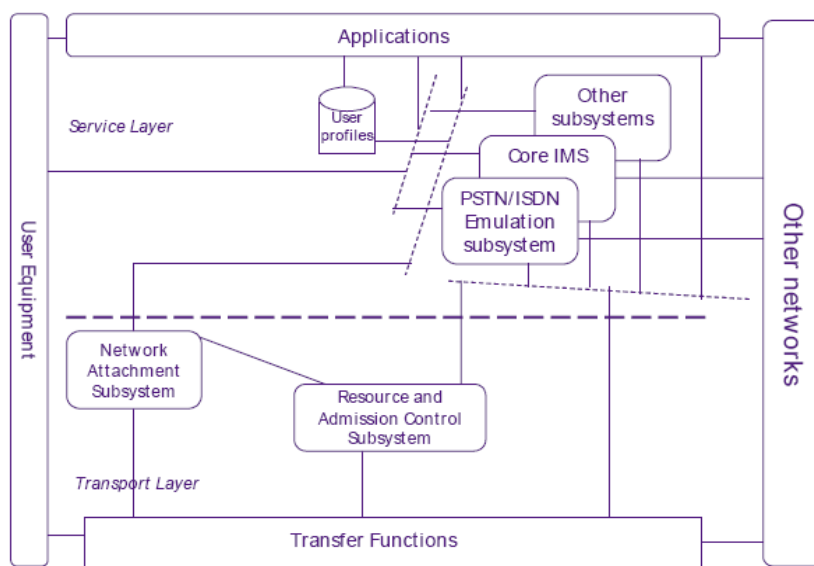 Applications
Other
subsystems
User
profiles
Service Layer
Core IMS
PSTN/ISDN
Emulation
subsystem
User Equipment
Other networks
Network
Attachment
Subsystem
Resource and
Admission Control
Subsystem
Transport Layer
Transfer Functions